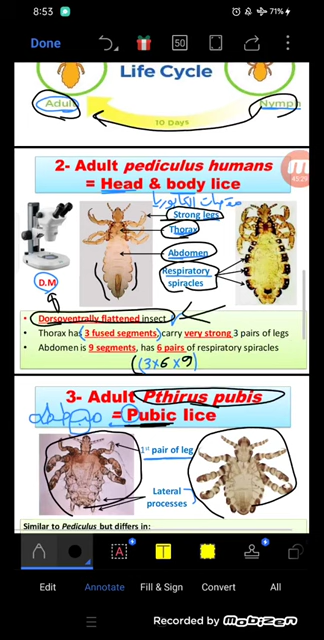 8:53
71%
Done
50
Life Cycle
Adult
Nymph
10 Days
45:29
2- Adult pediculus humans
= Head & body lice
Strong legs
Thorax
Abdomen
Respiratory
spiracles
D.M
• Dorsoventrally flattened insect
• Thorax has (3 fused segments), carry very strong 3 pairs of legs
• Abdomen is 9 segments, has 6 pairs of respiratory spiracles
(3x6x9)
3- Adult Pthirus pubis
= Pubic lice
1st pair of leg
Lateral
processes
Similar to Pediculus but differs in:
Edit
Annotate
Fill & Sign
Convert
All
Recorded by mobizen